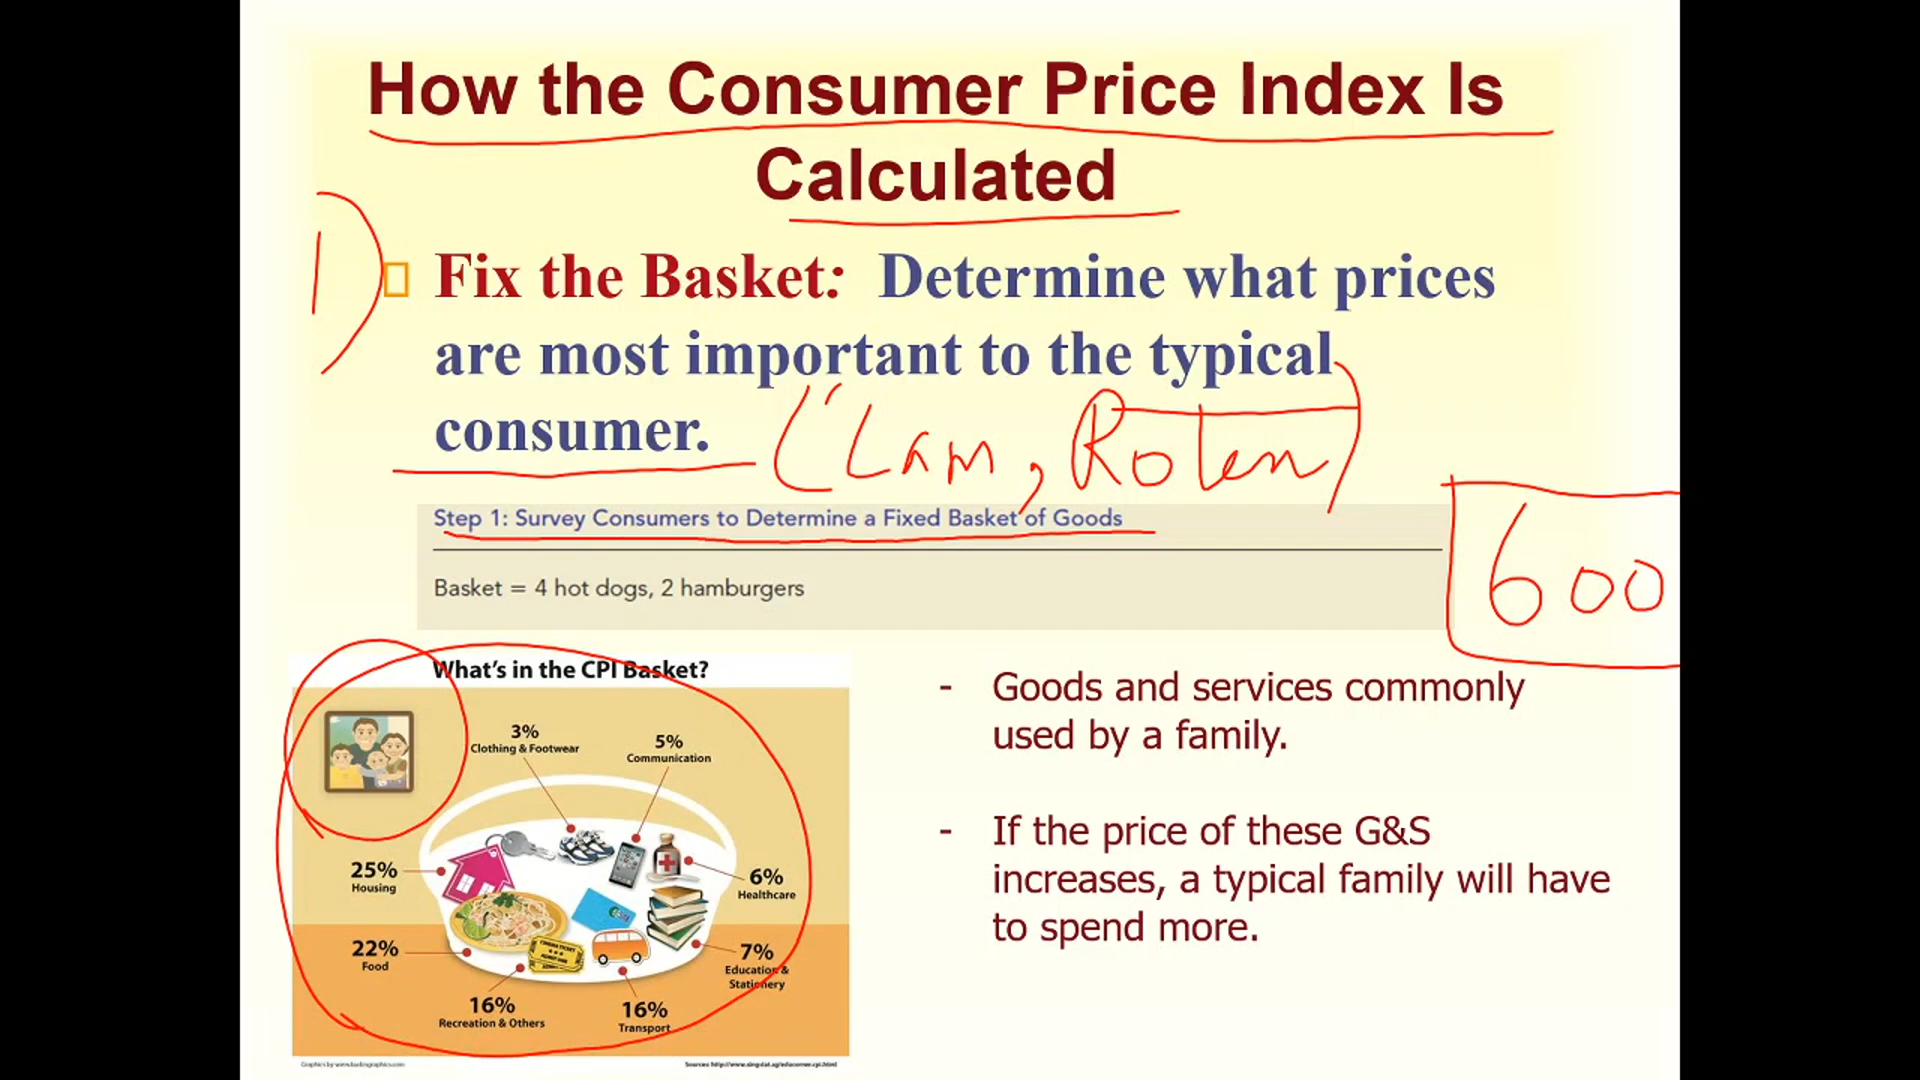 How the Consumer Price Index Is
Calculated
1)
Fix the Basket: Determine what prices
are most important to the typical
consumer.
(Lam, Roten)
Step 1: Survey Consumers to Determine a Fixed Basket of Goods
600
Basket = 4 hot dogs, 2 hamburgers
What's in the CPI Basket?
3%
Clothing & Footwear
5%
Communication
25%
Housing
6%
Healthcare
22%
Food
7%
Education &
Stationery
16%
Recreation & Others
16%
Transport
- Goods and services commonly
used by a family.
- If the price of these G&S
increases, a typical family will have
to spend more.